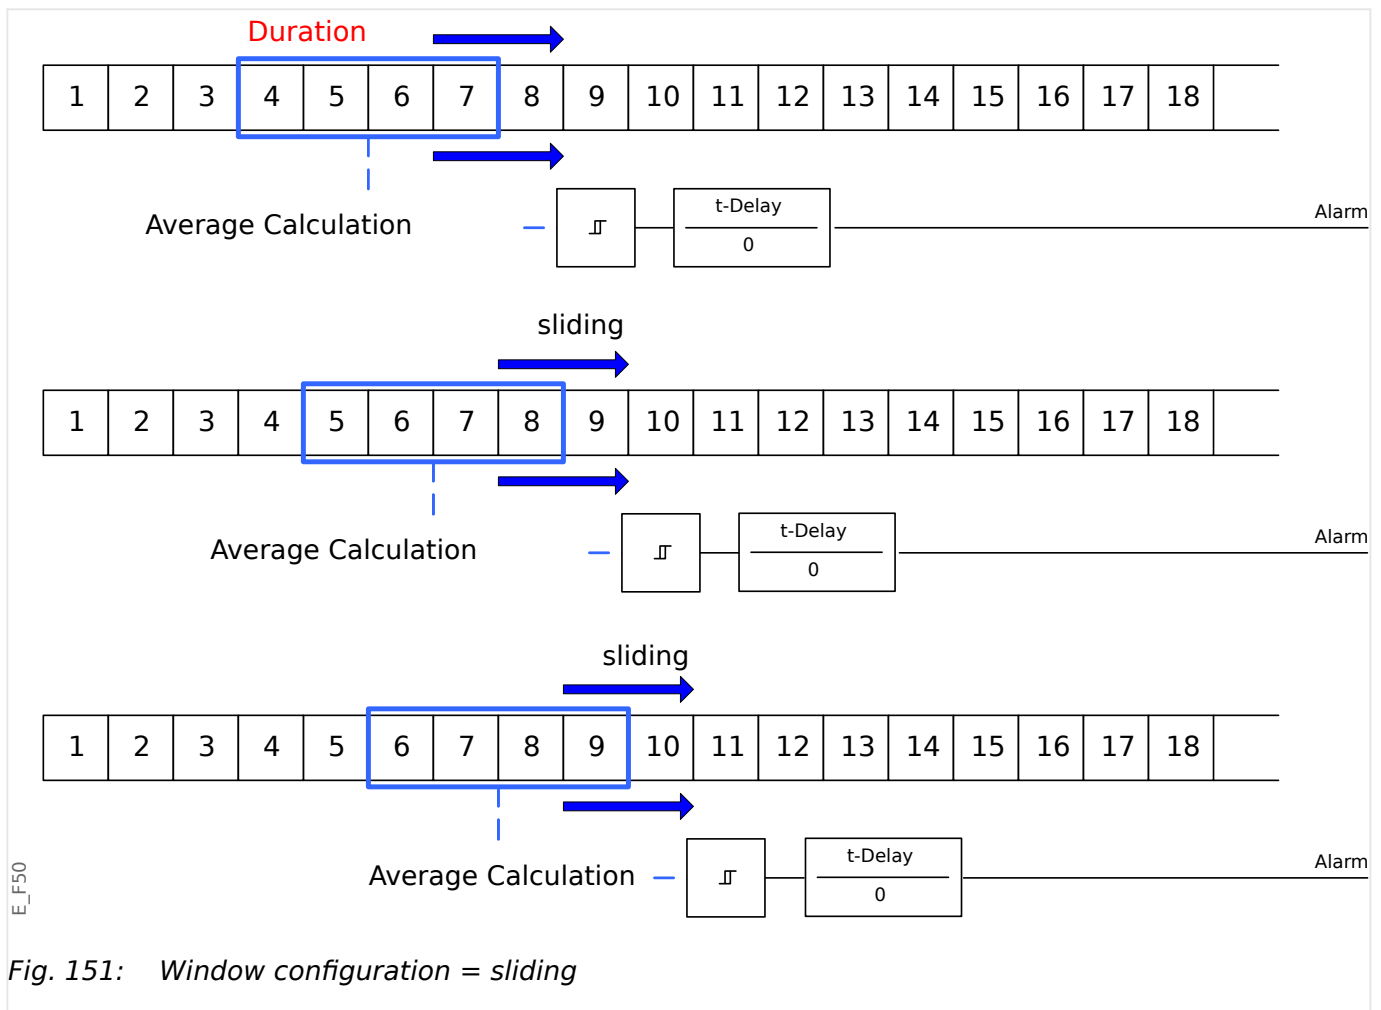 Duration
1 2 3 4 5 6 7 8 9 10 11 12 13 14 15 16 17 18
t-Delay
Average Calculation
0
Alarm
sliding
1 2 3 4 5 6 7 8 9 10 11 12 13 14 15 16 17 18
t-Delay
Average Calculation
0
Alarm
sliding
1 2 3 4 5 6 7 8 9 10 11 12 13 14 15 16 17 18
t-Delay
Average Calculation
0
Alarm
E_F50
Fig. 151: Window configuration = sliding